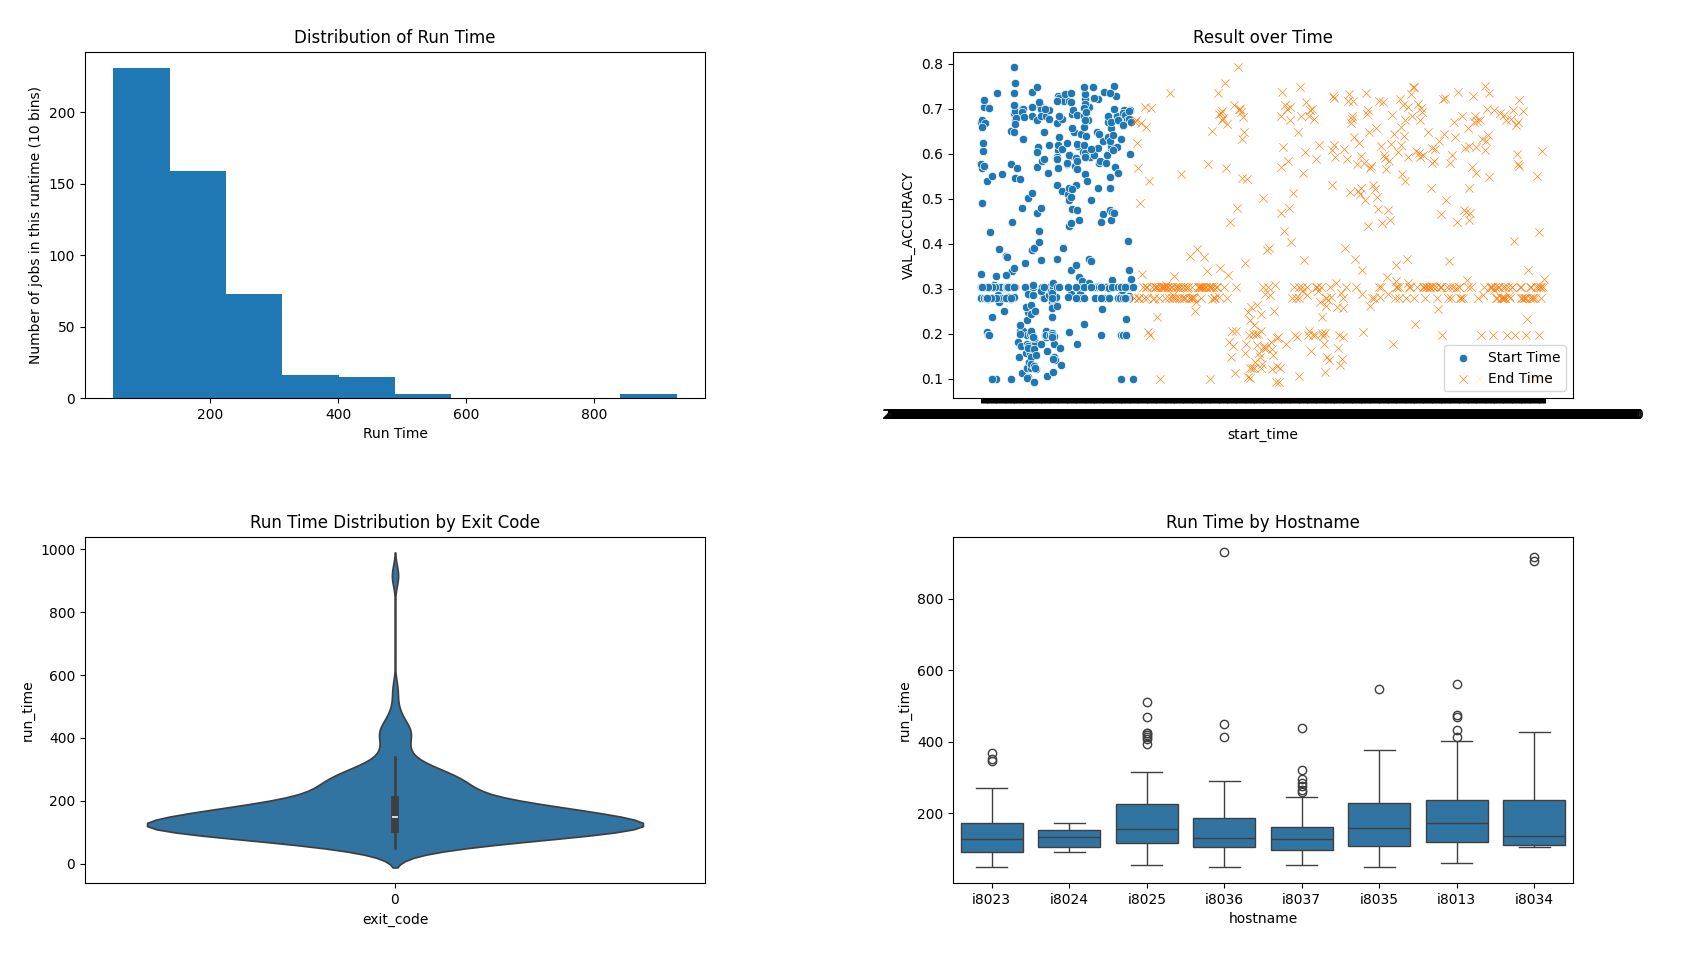 Distribution of Run Time
Number of jobs in this runtime (10 bins)
200
150
100
50
0
200 400 600 800
Run Time
Result over Time
VAL_ACCURACY
0.8
0.7
0.6
0.5
0.4
0.3
0.2
0.1
Start Time
End Time
start_time
Run Time Distribution by Exit Code
run_time
1000
800
600
400
200
0
0
exit_code
Run Time by Hostname
run_time
800
600
400
200
i8023 i8024 i8025 i8036 i8037 i8035 i8013 i8034
hostname